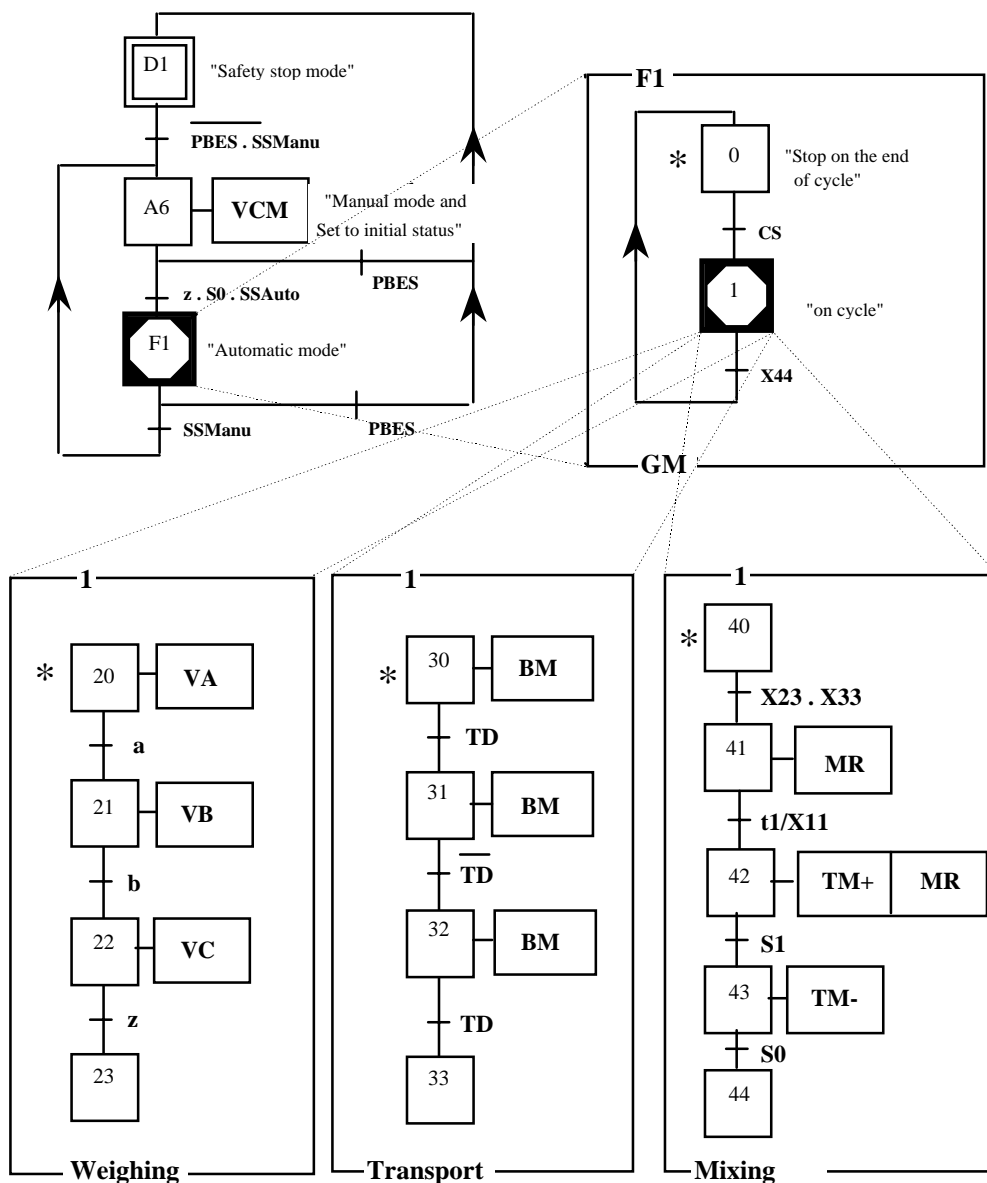 D1
"Safety stop mode"
P̅B̅E̅S̅ . SSManu
A6
VCM
"Manual mode and
Set to initial status"
PBES
z . S0 . SSAuto
F1
"Automatic mode"
SSManu
PBES
F1
*
0
"Stop on the end
of cycle"
CS
1
"on cycle"
X44
GM
1
*
20
VA
a
21
VB
b
22
VC
z
23
Weighing
1
*
30
BM
TD
31
BM
T̅D̅
32
BM
TD
33
Transport
1
*
40
X23 . X33
41
MR
t1/X11
42
TM+
MR
S1
43
TM-
S0
44
Mixing